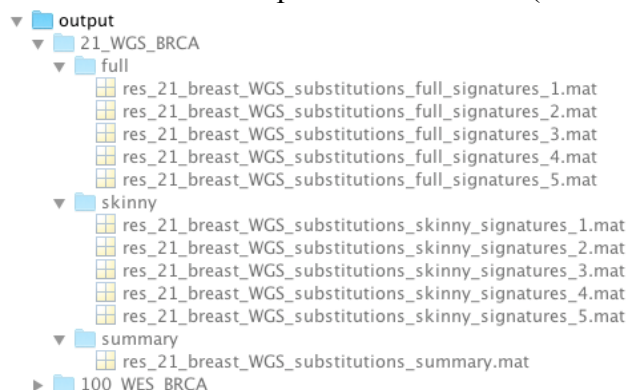 output
21_WGS_BRCA
full
res_21_breast_WGS_substitutions_full_signatures_1.mat
res_21_breast_WGS_substitutions_full_signatures_2.mat
res_21_breast_WGS_substitutions_full_signatures_3.mat
res_21_breast_WGS_substitutions_full_signatures_4.mat
res_21_breast_WGS_substitutions_full_signatures_5.mat
skinny
res_21_breast_WGS_substitutions_skinny_signatures_1.mat
res_21_breast_WGS_substitutions_skinny_signatures_2.mat
res_21_breast_WGS_substitutions_skinny_signatures_3.mat
res_21_breast_WGS_substitutions_skinny_signatures_4.mat
res_21_breast_WGS_substitutions_skinny_signatures_5.mat
summary
res_21_breast_WGS_substitutions_summary.mat
100_WES_BRCA